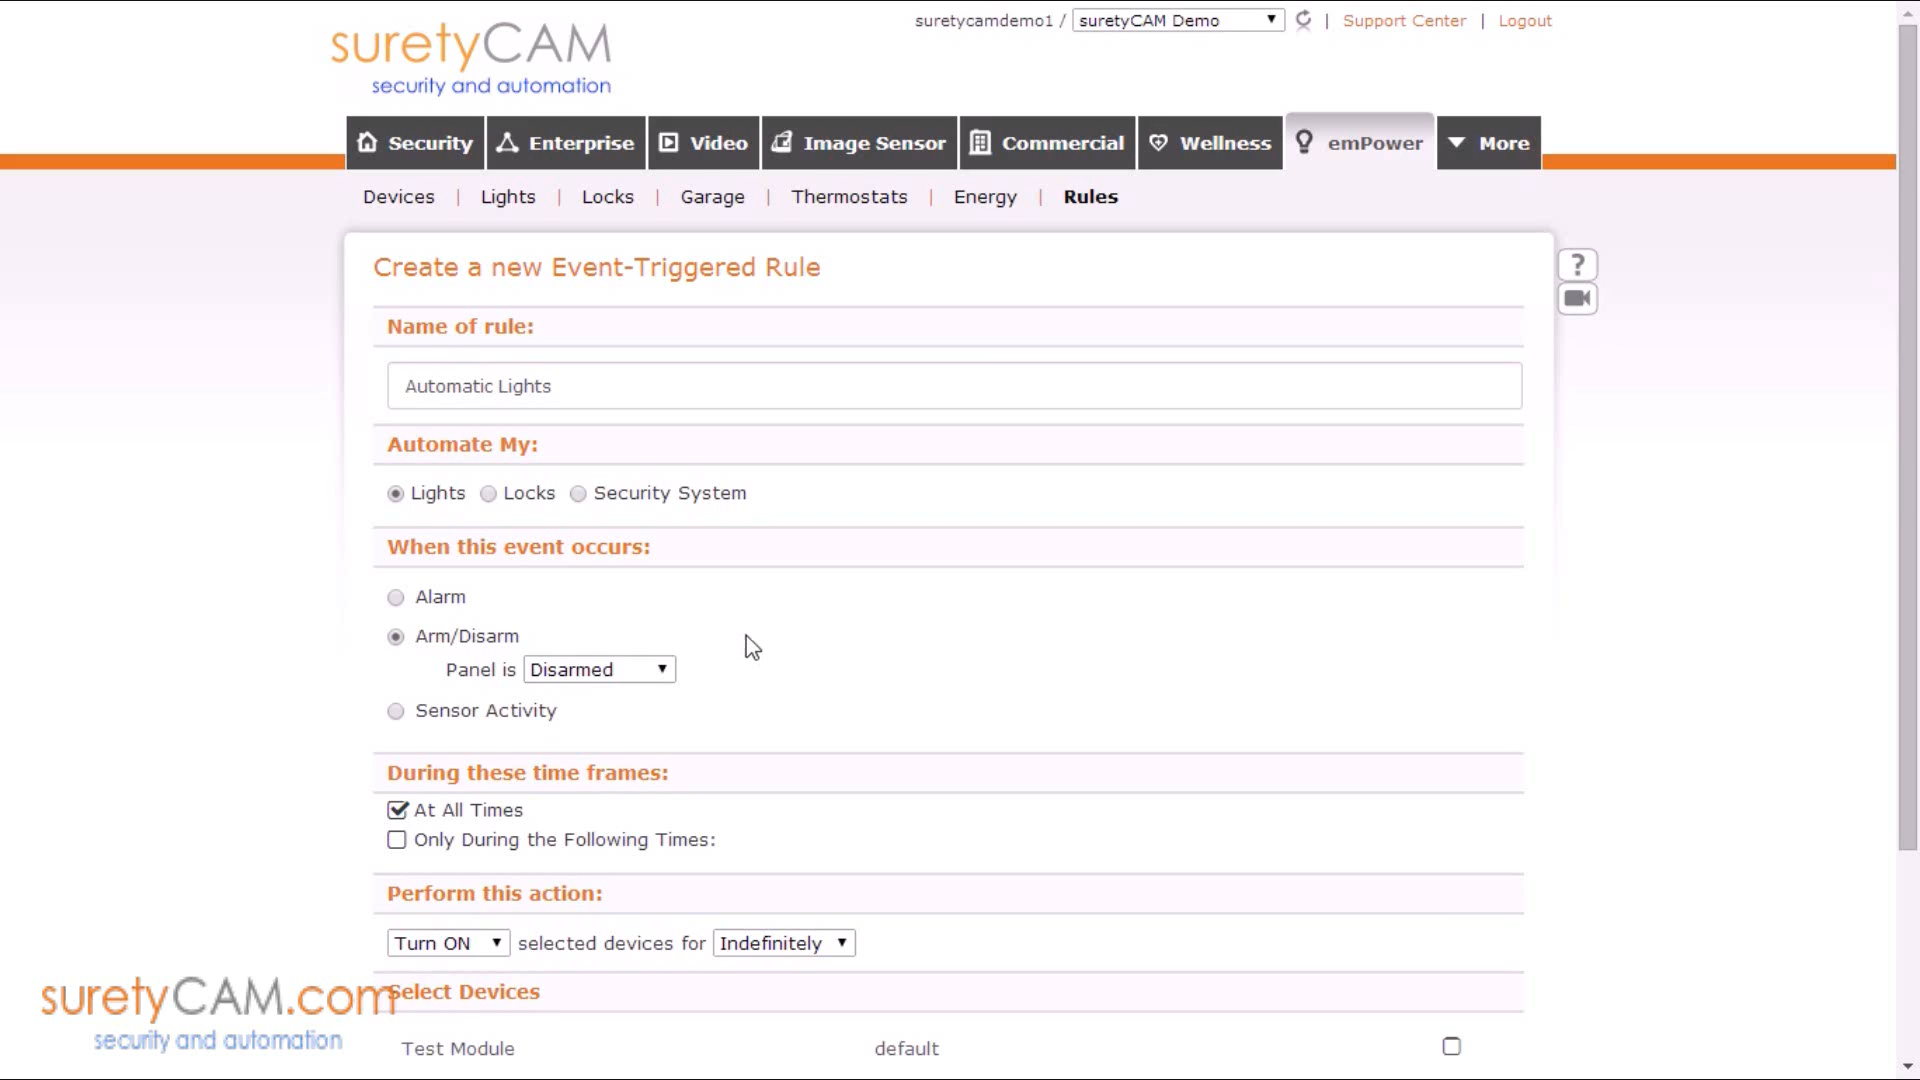 suretycamdemo1 / suretyCAM Demo | Support Center | Logout
suretyCAM
security and automation
Security Enterprise Video Image Sensor Commercial Wellness emPower More
Devices | Lights | Locks | Garage | Thermostats | Energy | Rules
Create a new Event-Triggered Rule
?
Name of rule:
Automatic Lights
Automate My:
Lights Locks Security System
When this event occurs:
Alarm
Arm/Disarm
Panel is Disarmed
Sensor Activity
During these time frames:
At All Times
Only During the Following Times:
Perform this action:
Turn ON selected devices for Indefinitely
Select Devices
Test Module default
suretyCAM.com
security and automation